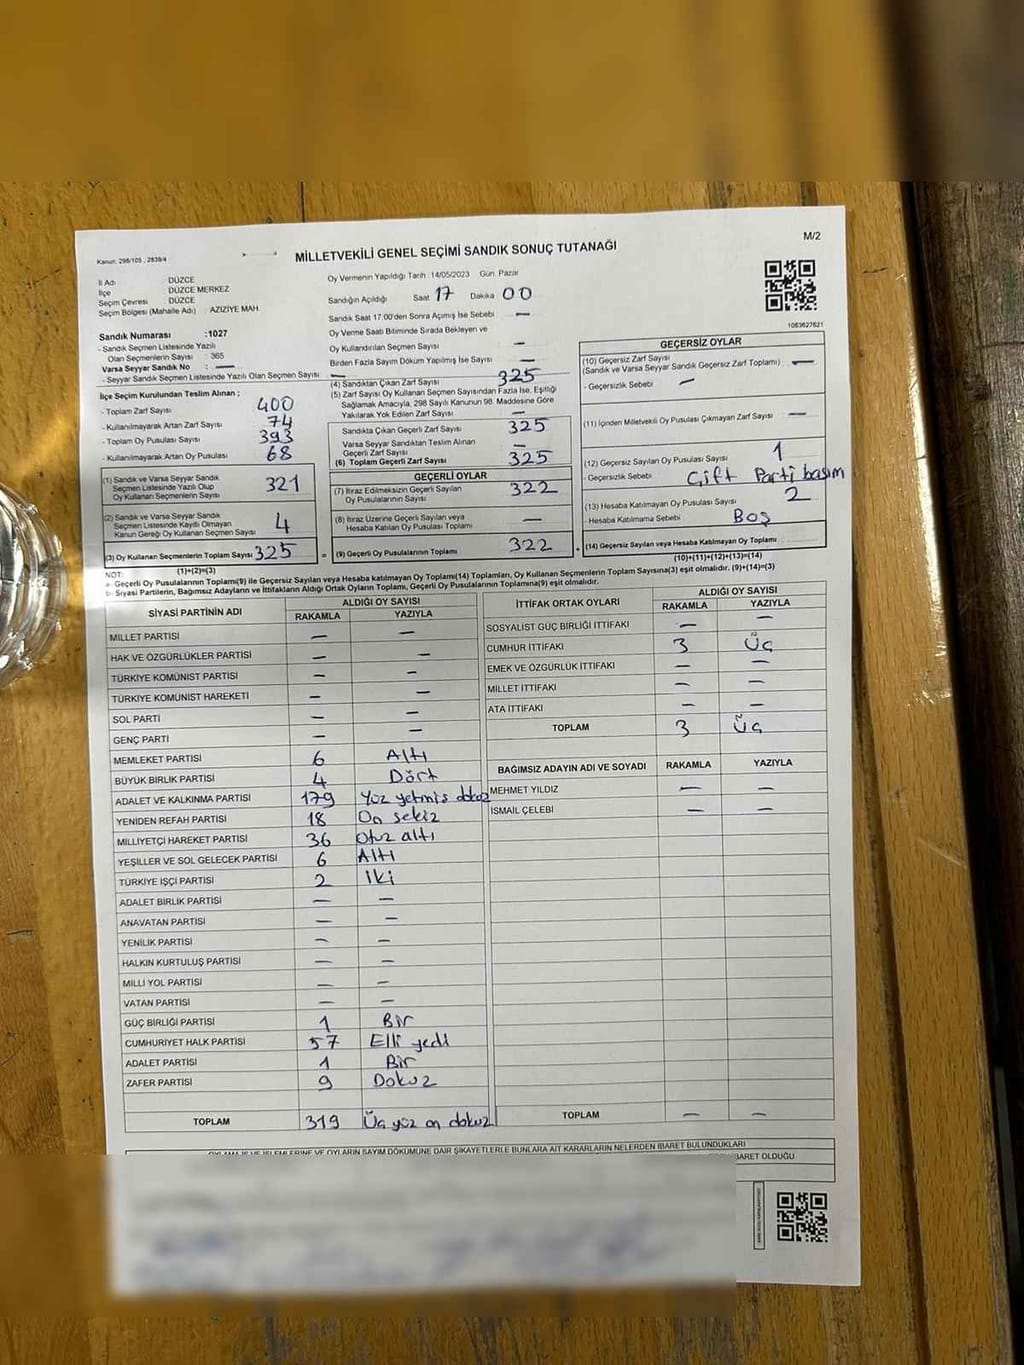 M/2
Kanun: 298/105 , 2839/4
MİLLETVEKİLİ GENEL SEÇİMİ SANDIK SONUÇ TUTANAĞI
İl Adı DÜZCE
İlçe DÜZCE MERKEZ
Seçim Çevresi DÜZCE
Seçim Bölgesi (Mahalle Adı) AZİZİYE MAH
Sandık Numarası :1027
- Sandık Seçmen Listesinde Yazılı
Olan Seçmenlerin Sayısı : 365
Varsa Seyyar Sandık No : —
- Seyyar Sandık Seçmen Listesinde Yazılı Olan Seçmen Sayısı —
İlçe Seçim Kurulundan Teslim Alınan ;
- Toplam Zarf Sayısı 400
- Kullanılmayarak Artan Zarf Sayısı 74
- Toplam Oy Pusulası Sayısı 393
- Kullanılmayarak Artan Oy Pusulası 68
(1) Sandık ve Varsa Seyyar Sandık
Seçmen Listesinde Yazılı Olup
Oy Kullanan Seçmenlerin Sayısı 321
(2) Sandık ve Varsa Seyyar Sandık
Seçmen Listesinde Kayıtlı Olmayan
Kanun Gereği Oy Kullanan Seçmen Sayısı 4
(3) Oy Kullanan Seçmenlerin Toplam Sayısı 325 =
(1)+(2)=(3)
Oy Vermenin Yapıldığı Tarih :14/05/2023 Gün: Pazar
Sandığın Açıldığı Saat 17 Dakika 00
Sandık Saat 17.00'den Sonra Açımış İse Sebebi —
Oy Verme Saati Bitiminde Sırada Bekleyen ve
Oy Kullandırılan Seçmen Sayısı —
Birden Fazla Sayım Döküm Yapılmış İse Sayısı —
(4) Sandıktan Çıkan Zarf Sayısı 325
(5) Zarf Sayısı Oy Kullanan Seçmen Sayısından Fazla İse, Eşitliği
Sağlamak Amacıyla, 298 Sayılı Kanunun 98. Maddesine Göre
Yakılarak Yok Edilen Zarf Sayısı —
Sandıkta Çıkan Geçerli Zarf Sayısı 325
Varsa Seyyar Sandıktan Teslim Alınan
Geçerli Zarf Sayısı —
(6) Toplam Geçerli Zarf Sayısı 325
GEÇERLİ OYLAR
(7) İtiraz Edilmeksizin Geçerli Sayılan
Oy Pusulalarının Sayısı 322
(8) İtiraz Üzerine Geçerli Sayılan veya
Hesaba Katılan Oy Pusulası Toplamı —
(9) Geçerli Oy Pusulalarının Toplamı 322 +
1063627621
GEÇERSİZ OYLAR
(10) Geçersiz Zarf Sayısı
(Sandık ve Varsa Seyyar Sandık Geçersiz Zarf Toplamı) —
- Geçersizlik Sebebi —
(11) İçinden Milletvekili Oy Pusulası Çıkmayan Zarf Sayısı —
(12) Geçersiz Sayılan Oy Pusulası Sayısı 1
- Geçersizlik Sebebi Çift Parti basım
(13) Hesaba Katılmayan Oy Pusulası Sayısı 2
- Hesaba Katılmama Sebebi Boş
(14) Geçersiz Sayılan veya Hesaba Katılmayan Oy Toplamı
(10)+(11)+(12)+(13)=(14)
NOT:
a- Geçerli Oy Pusulalarının Toplamı(9) ile Geçersiz Sayılan veya Hesaba katılmayan Oy Toplamı(14) Toplamları, Oy Kullanan Seçmenlerin Toplam Sayısına(3) eşit olmalıdır. (9)+(14)=(3)
b- Siyasi Partilerin, Bağımsız Adayların ve İttifakların Aldığı Ortak Oyların Toplamı, Geçerli Oy Pusulalarının Toplamına(9) eşit olmalıdır.
SİYASİ PARTİNİN ADI ALDIĞI OY SAYISI
RAKAMLA YAZIYLA
MİLLET PARTİSİ — —
HAK VE ÖZGÜRLÜKLER PARTİSİ — —
TÜRKİYE KOMÜNİST PARTİSİ — —
TÜRKİYE KOMÜNİST HAREKETİ — —
SOL PARTİ — —
GENÇ PARTİ — —
MEMLEKET PARTİSİ 6 Altı
BÜYÜK BİRLİK PARTİSİ 4 Dört
ADALET VE KALKINMA PARTİSİ 179 Yüz yetmiş dokuz
YENİDEN REFAH PARTİSİ 18 On sekiz
MİLLİYETÇİ HAREKET PARTİSİ 36 Otuz altı
YEŞİLLER VE SOL GELECEK PARTİSİ 6 Altı
TÜRKİYE İŞÇİ PARTİSİ 2 İki
ADALET BİRLİK PARTİSİ — —
ANAVATAN PARTİSİ — —
YENİLİK PARTİSİ — —
HALKIN KURTULUŞ PARTİSİ — —
MİLLİ YOL PARTİSİ — —
VATAN PARTİSİ — —
GÜÇ BİRLİĞİ PARTİSİ 1 Bir
CUMHURİYET HALK PARTİSİ 57 Elli yedi
ADALET PARTİSİ 1 Bir
ZAFER PARTİSİ 9 Dokuz
TOPLAM 319 Üç yüz on dokuz
İTTİFAK ORTAK OYLARI ALDIĞI OY SAYISI
RAKAMLA YAZIYLA
SOSYALİST GÜÇ BİRLİĞİ İTTİFAKI — —
CUMHUR İTTİFAKI 3 Üç
EMEK VE ÖZGÜRLÜK İTTİFAKI — —
MİLLET İTTİFAKI — —
ATA İTTİFAKI — —
TOPLAM 3 Üç
BAĞIMSIZ ADAYIN ADI VE SOYADI RAKAMLA YAZIYLA
MEHMET YILDIZ — —
İSMAİL ÇELEBİ — —
TOPLAM — —
OYLAMA İŞ VE İŞLEMLERİNE VE OYLARIN SAYIM DÖKÜMÜNE DAİR ŞİKAYETLERLE BUNLARA AİT KARARLARIN NELERDEN İBARET BULUNDUKLARI
İBARET OLDUĞU